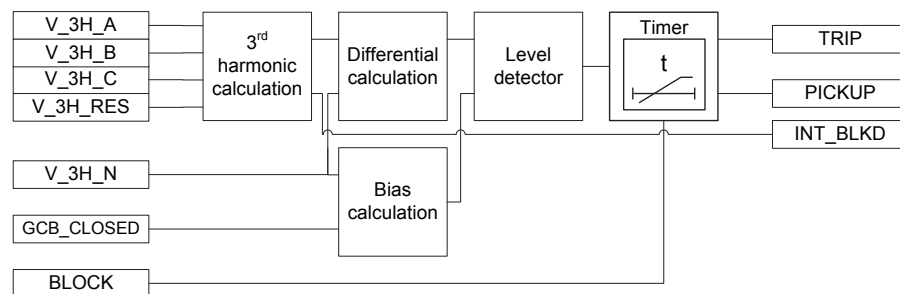 V_3H_A
V_3H_B
V_3H_C
V_3H_RES
V_3H_N
GCB_CLOSED
BLOCK
3rd
harmonic
calculation
Differential
calculation
Bias
calculation
Level
detector
Timer
t
TRIP
PICKUP
INT_BLKD